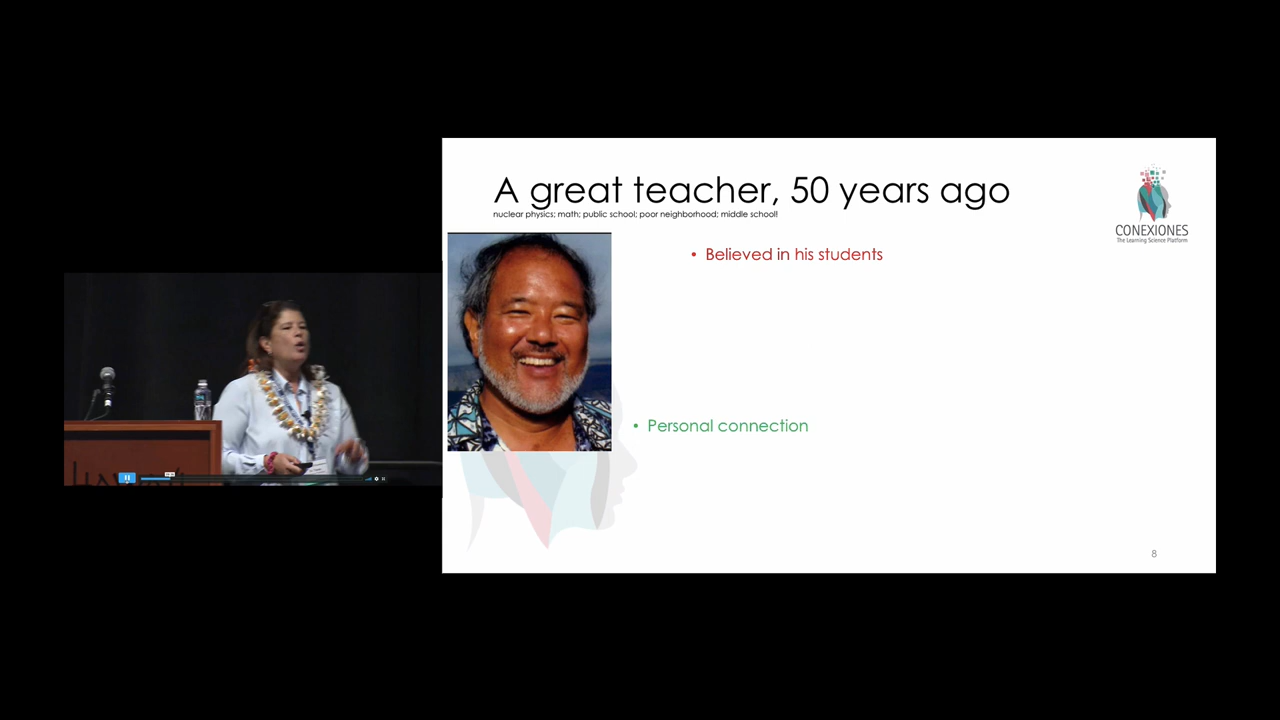 A great teacher, 50 years ago
nuclear physics; math; public school; poor neighborhood; middle school!
CONEXIONES
The Learning Science Platform
• Believed in his students
• Personal connection
8